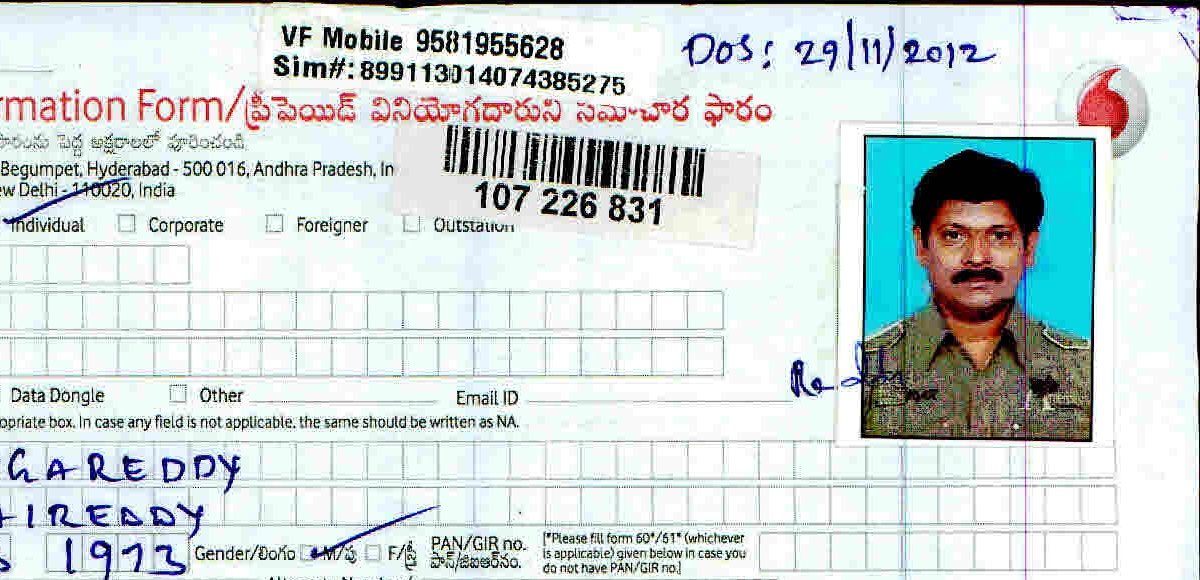 VF Mobile 9581955628
Sim#: 899113014074385275
DOS: 29/11/2012
rmation Form/ప్రీపెయిడ్ వినియోగదారుని సమాచార ఫారం
ఫారంను పెద్ద అక్షరాలలో పూరించండి
Begumpet, Hyderabad - 500 016, Andhra Pradesh, In
ew Delhi - 110020, India
107 226 831
Individual Corporate Foreigner Outstation
Data Dongle Other Email ID
opriate box. In case any field is not applicable, the same should be written as NA.
GAREDDY
IREDDY
1973 Gender/లింగం M/పు F/స్త్రీ PAN/GIR no.
పాన్/జిఐఆర్‌నం.
[*Please fill form 60*/61* (whichever
is applicable) given below in case you
do not have PAN/GIR no.]